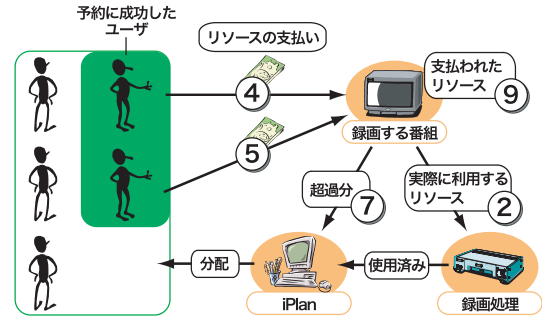 予約に成功した
ユーザ
リソースの支払い
④
⑤
支払われた
リソース
⑨
録画する番組
超過分
⑦
実際に利用する
リソース
②
分配
使用済み
iPlan
録画処理